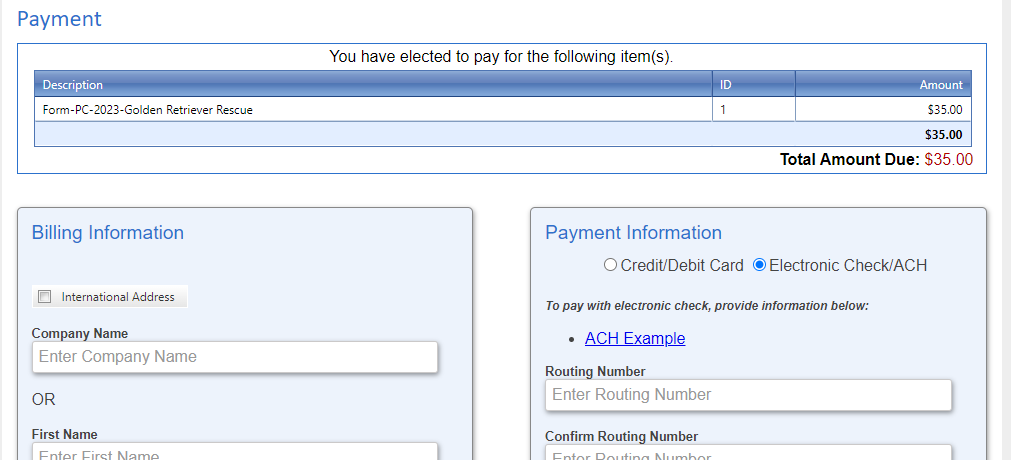 Payment
You have elected to pay for the following item(s).
Description ID Amount
Form-PC-2023-Golden Retriever Rescue 1 $35.00
$35.00
Total Amount Due: $35.00
Billing Information
International Address
Company Name
Enter Company Name
OR
First Name
Enter First Name
Payment Information
Credit/Debit Card Electronic Check/ACH
To pay with electronic check, provide information below:
• ACH Example
Routing Number
Enter Routing Number
Confirm Routing Number
Enter Routing Number